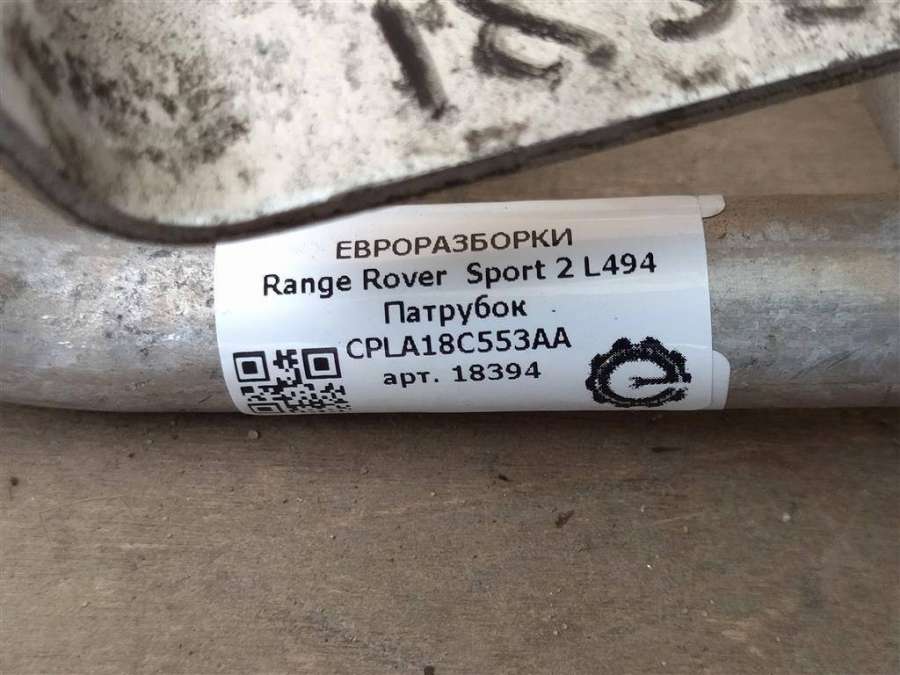 ЕВРОРАЗБОРКИ
Range Rover Sport 2 L494
Патрубок
CPLA18C553AA
арт. 18394